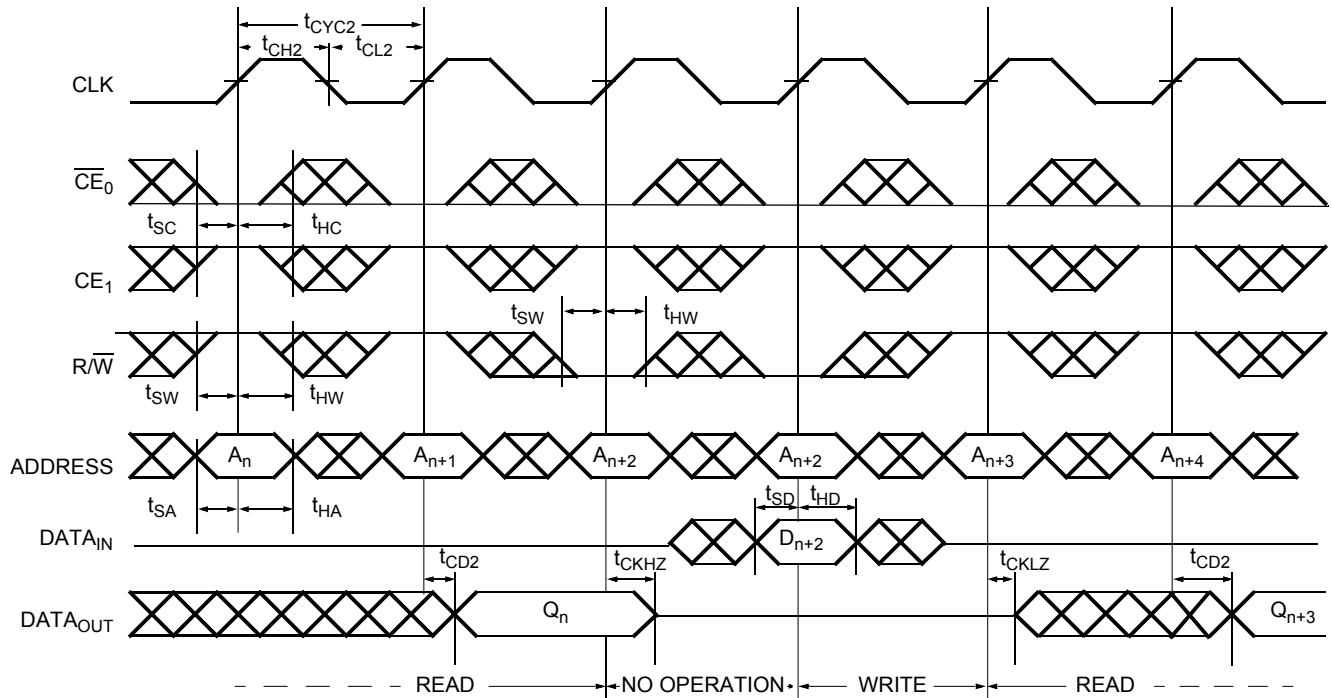 tCYC2
tCH2 tCL2
CLK
CE0
tSC tHC
CE1
tSW tHW
R/W
tSW tHW
ADDRESS An An+1 An+2 An+2 An+3 An+4
tSA tHA tSD tHD
DATAIN Dn+2
tCD2 tCKHZ tCKLZ tCD2
DATAOUT Qn Qn+3
READ NO OPERATION WRITE READ